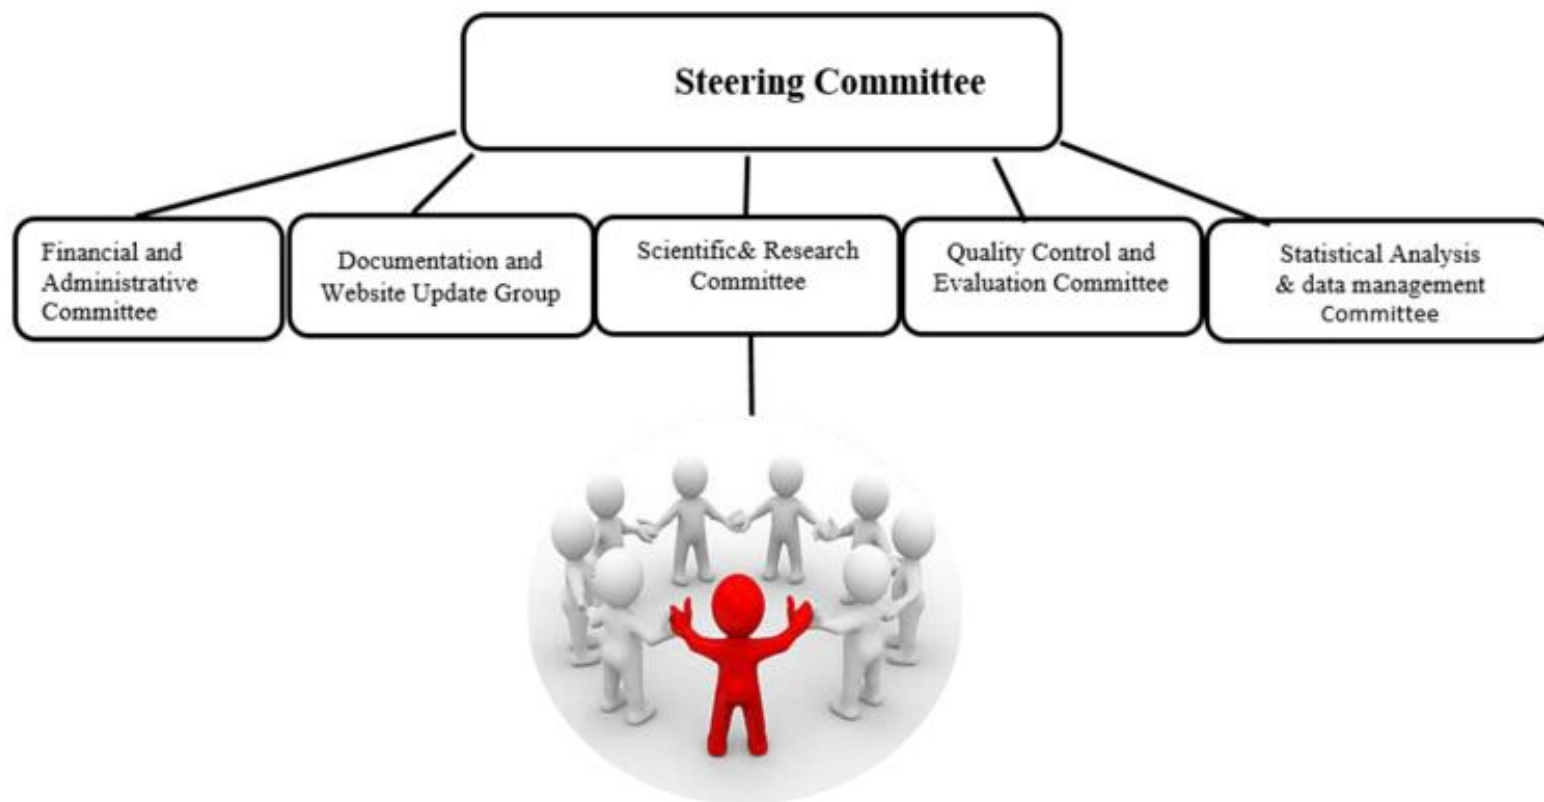 Steering Committee
Financial and
Administrative
Committee
Documentation and
Website Update Group
Scientific& Research
Committee
Quality Control and
Evaluation Committee
Statistical Analysis
& data management
Committee